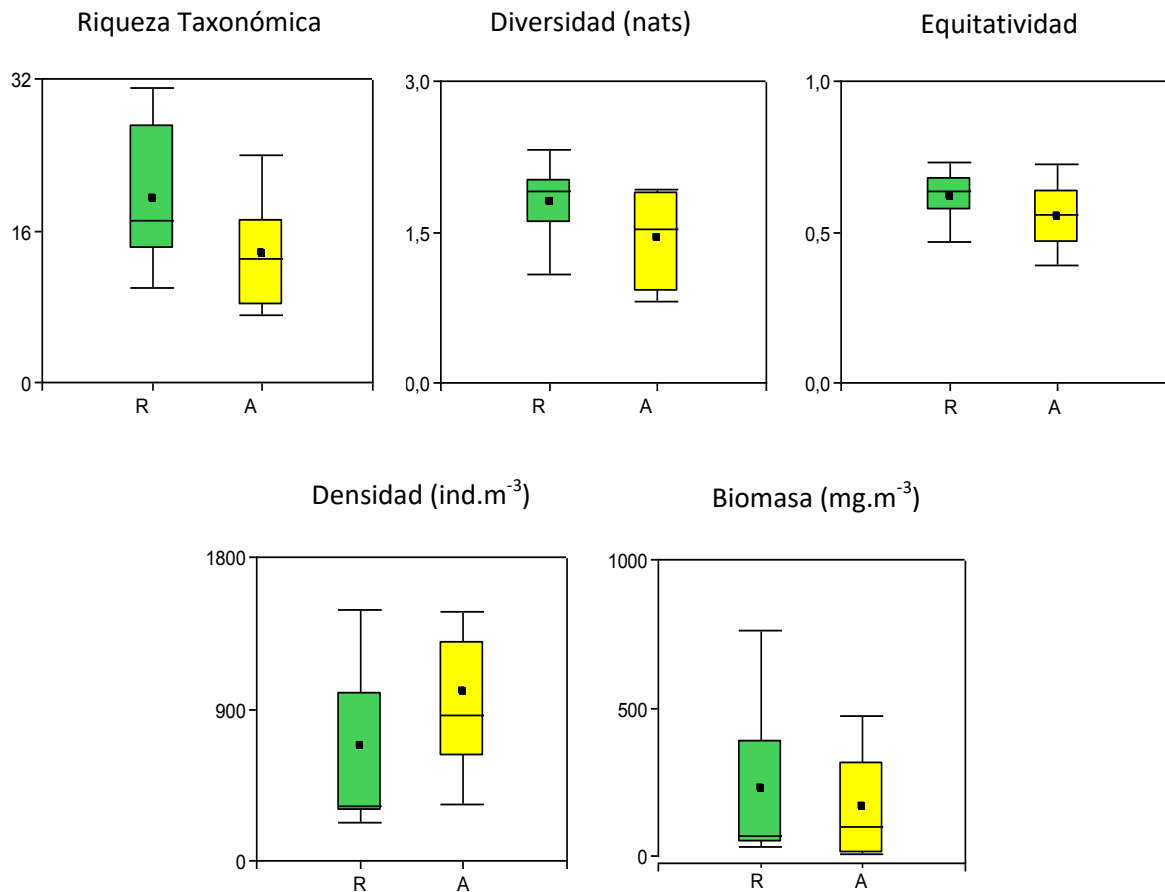 Riqueza Taxonómica
32
16
0
R A
Diversidad (nats)
3,0
1,5
0,0
R A
Equitatividad
1,0
0,5
0,0
R A
Densidad (ind.m⁻³)
1800
900
0
R A
Biomasa (mg.m⁻³)
1000
500
0
R A